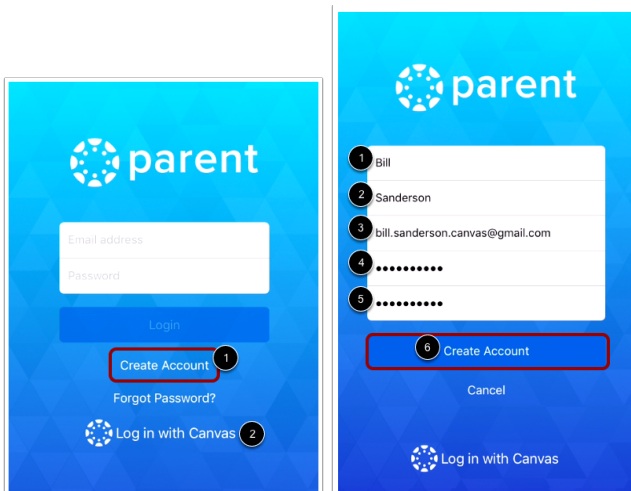 parent
Email address
Password
Login
Create Account 1
Forgot Password?
Log in with Canvas 2
parent
1 Bill
2 Sanderson
3 bill.sanderson.canvas@gmail.com
4 ••••••••••
5 ••••••••••
6 Create Account
Cancel
Log in with Canvas